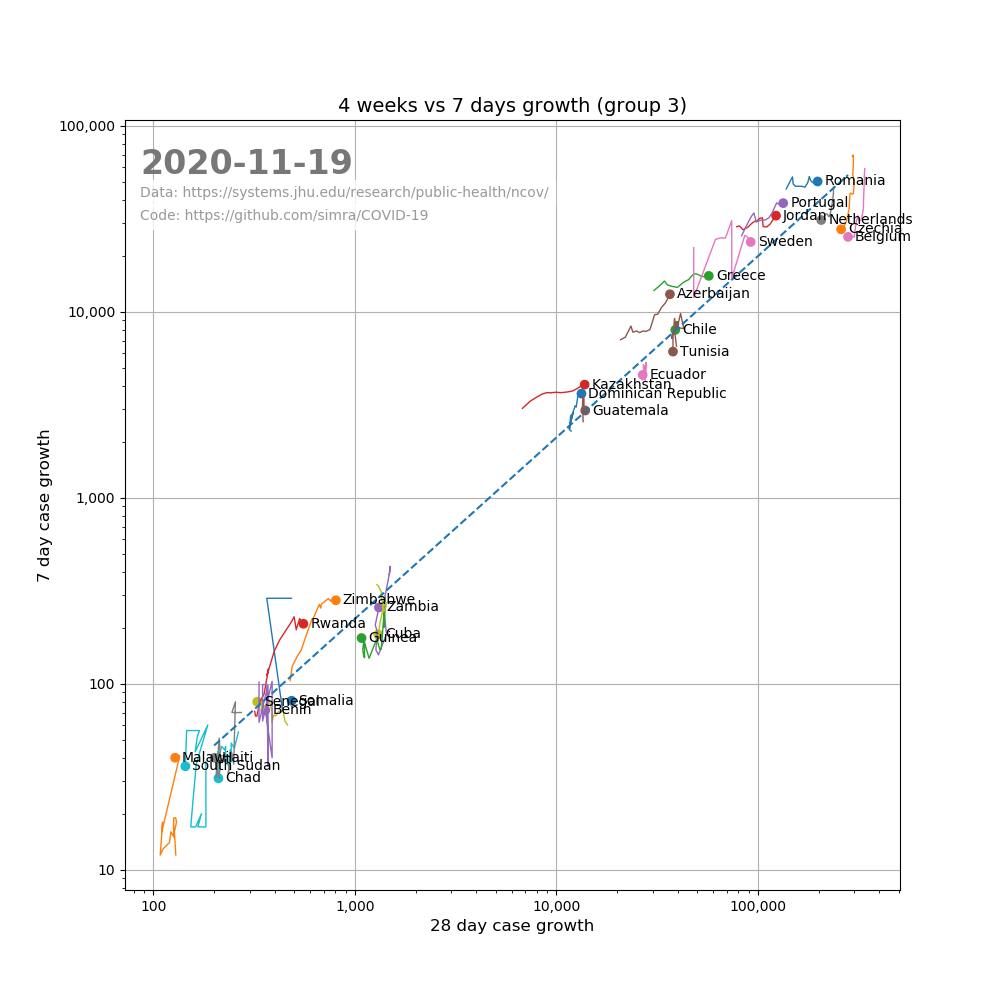 4 weeks vs 7 days growth (group 3)
100,000
2020-11-19
Data: https://systems.jhu.edu/research/public-health/ncov/
Code: https://github.com/simra/COVID-19
Romania
Portugal
Jordan
Netherlands
Czechia
Belgium
Sweden
Greece
Azerbaijan
10,000
Chile
Tunisia
Ecuador
Kazakhstan
Dominican Republic
Guatemala
1,000
7 day case growth
Zimbabwe
Zambia
Rwanda
Cuba
Guinea
100
Senegal
Somalia
Benin
Malawi
Haiti
South Sudan
Chad
10
100
1,000
10,000
100,000
28 day case growth